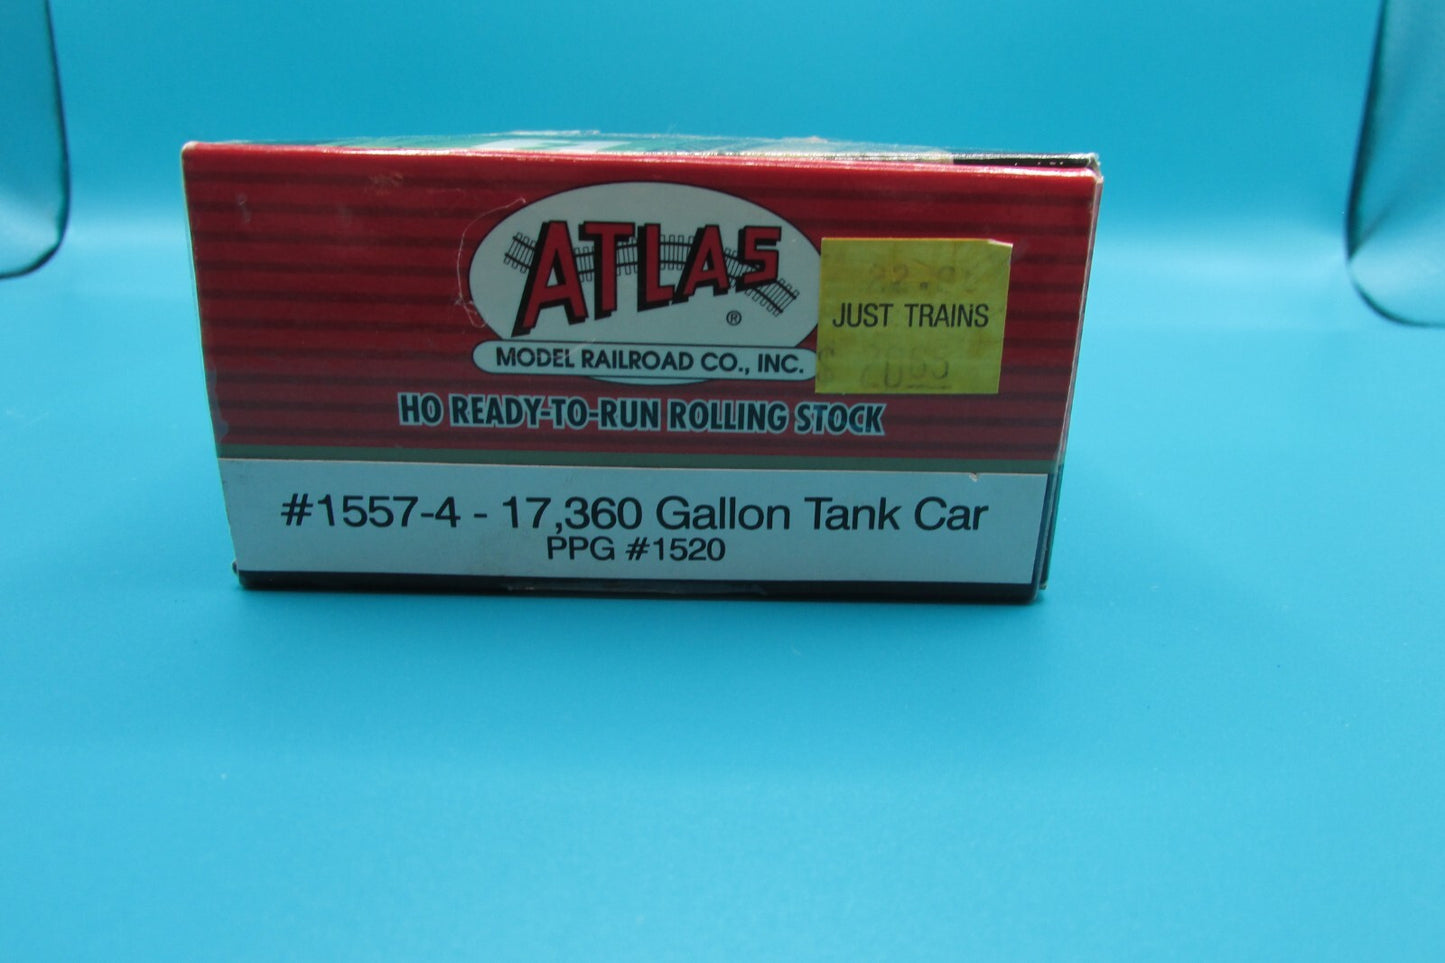 ATLAS
®
MODEL RAILROAD CO., INC.
JUST TRAINS
HO READY-TO-RUN ROLLING STOCK
#1557-4 - 17,360 Gallon Tank Car
PPG #1520